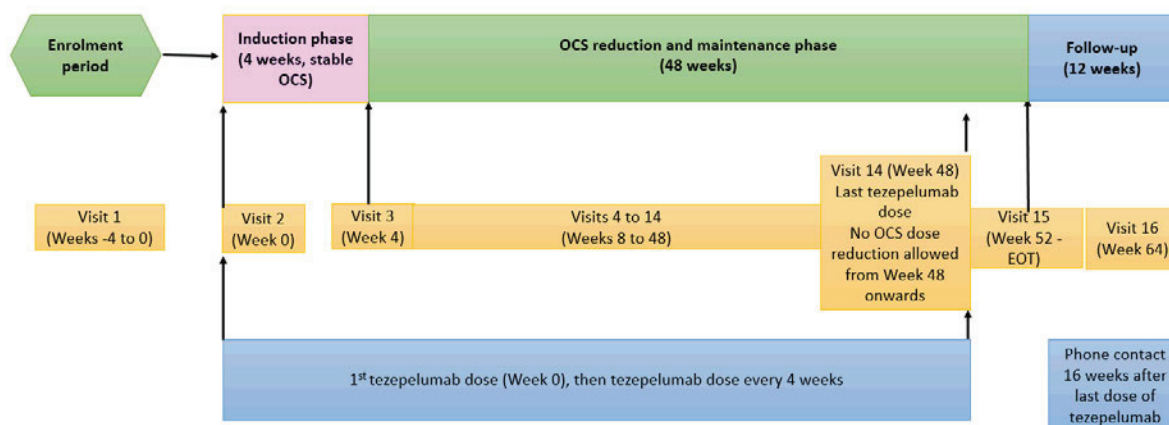 Enrolment
period
Induction phase
(4 weeks, stable
OCS)
OCS reduction and maintenance phase
(48 weeks)
Follow-up
(12 weeks)
Visit 1
(Weeks -4 to 0)
Visit 2
(Week 0)
Visit 3
(Week 4)
Visits 4 to 14
(Weeks 8 to 48)
Visit 14 (Week 48)
Last tezepelumab
dose
No OCS dose
reduction allowed
from Week 48
onwards
Visit 15
(Week 52 -
EOT)
Visit 16
(Week 64)
1st tezepelumab dose (Week 0), then tezepelumab dose every 4 weeks
Phone contact
16 weeks after
last dose of
tezepelumab